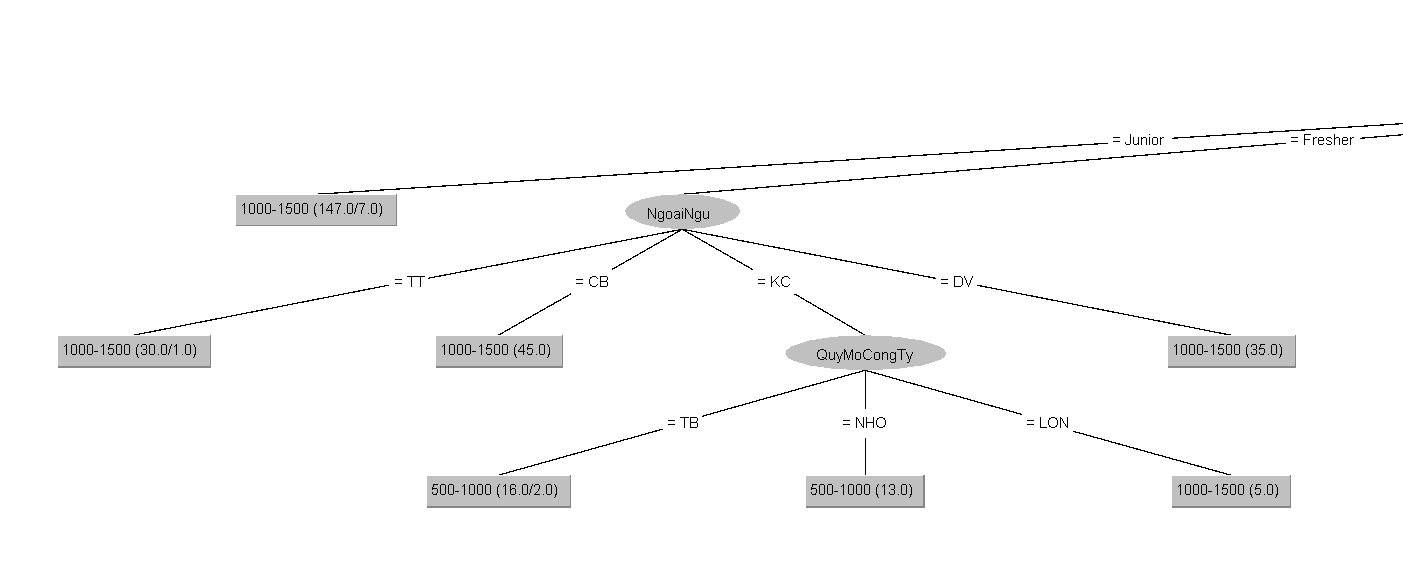 = Junior
= Fresher
1000-1500 (147.0/7.0)
NgoaiNgu
= TT
= CB
= KC
= DV
1000-1500 (30.0/1.0)
1000-1500 (45.0)
QuyMoCongTy
1000-1500 (35.0)
= TB
= NHO
= LON
500-1000 (16.0/2.0)
500-1000 (13.0)
1000-1500 (5.0)